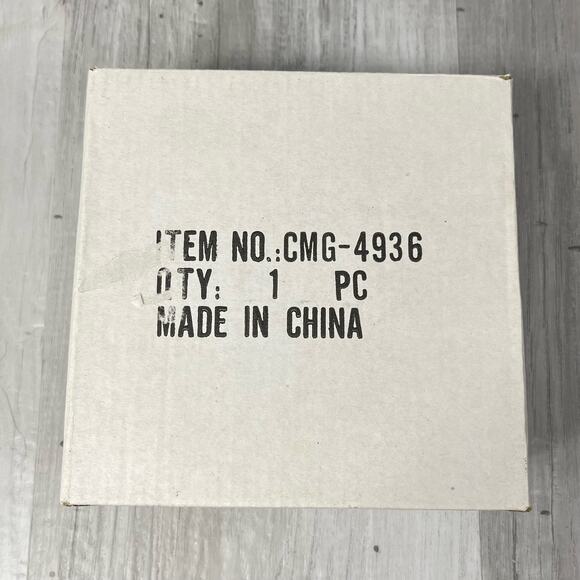 ITEM NO.:CMG-4936
QTY: 1 PC
MADE IN CHINA